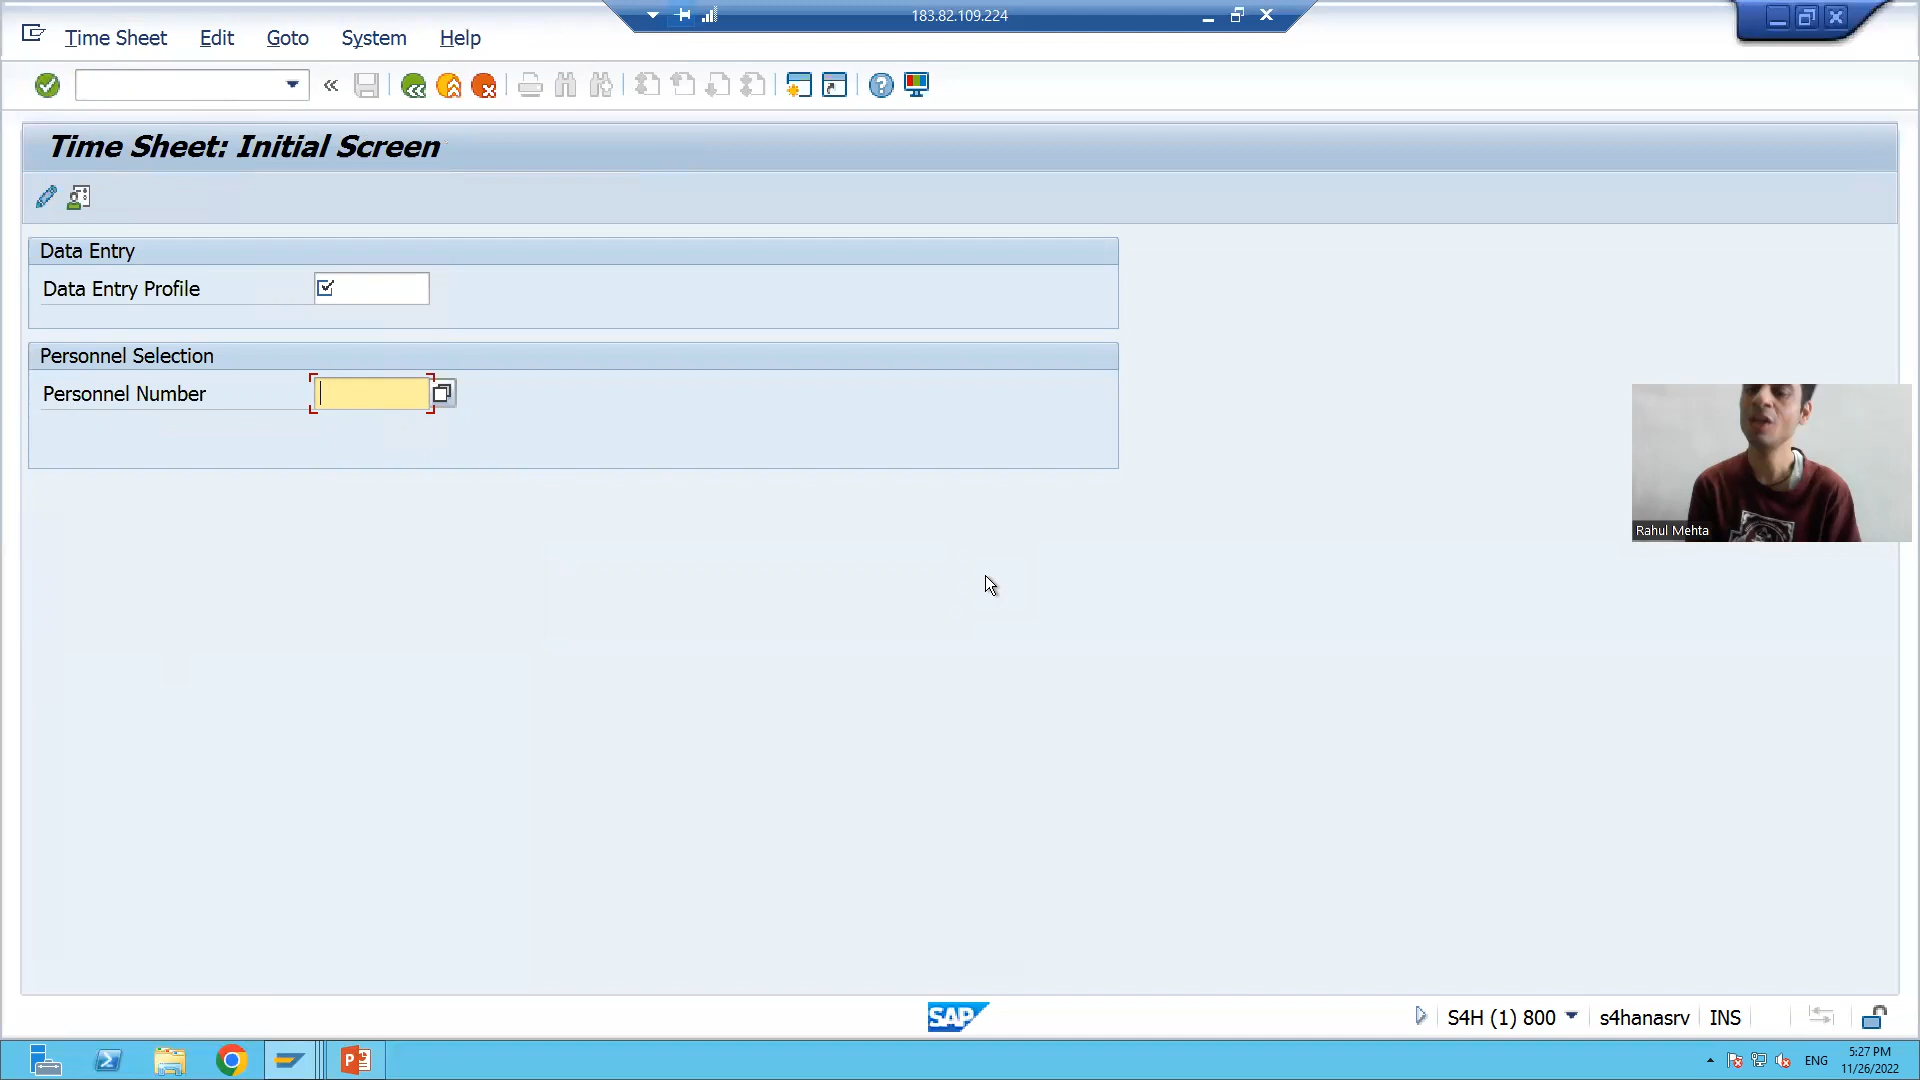 183.82.109.224
Time Sheet Edit Goto System Help
Time Sheet: Initial Screen
Data Entry
Data Entry Profile
Personnel Selection
Personnel Number
Rahul Mehta
SAP
S4H (1) 800 s4hanasrv INS
ENG
5:27 PM
11/26/2022